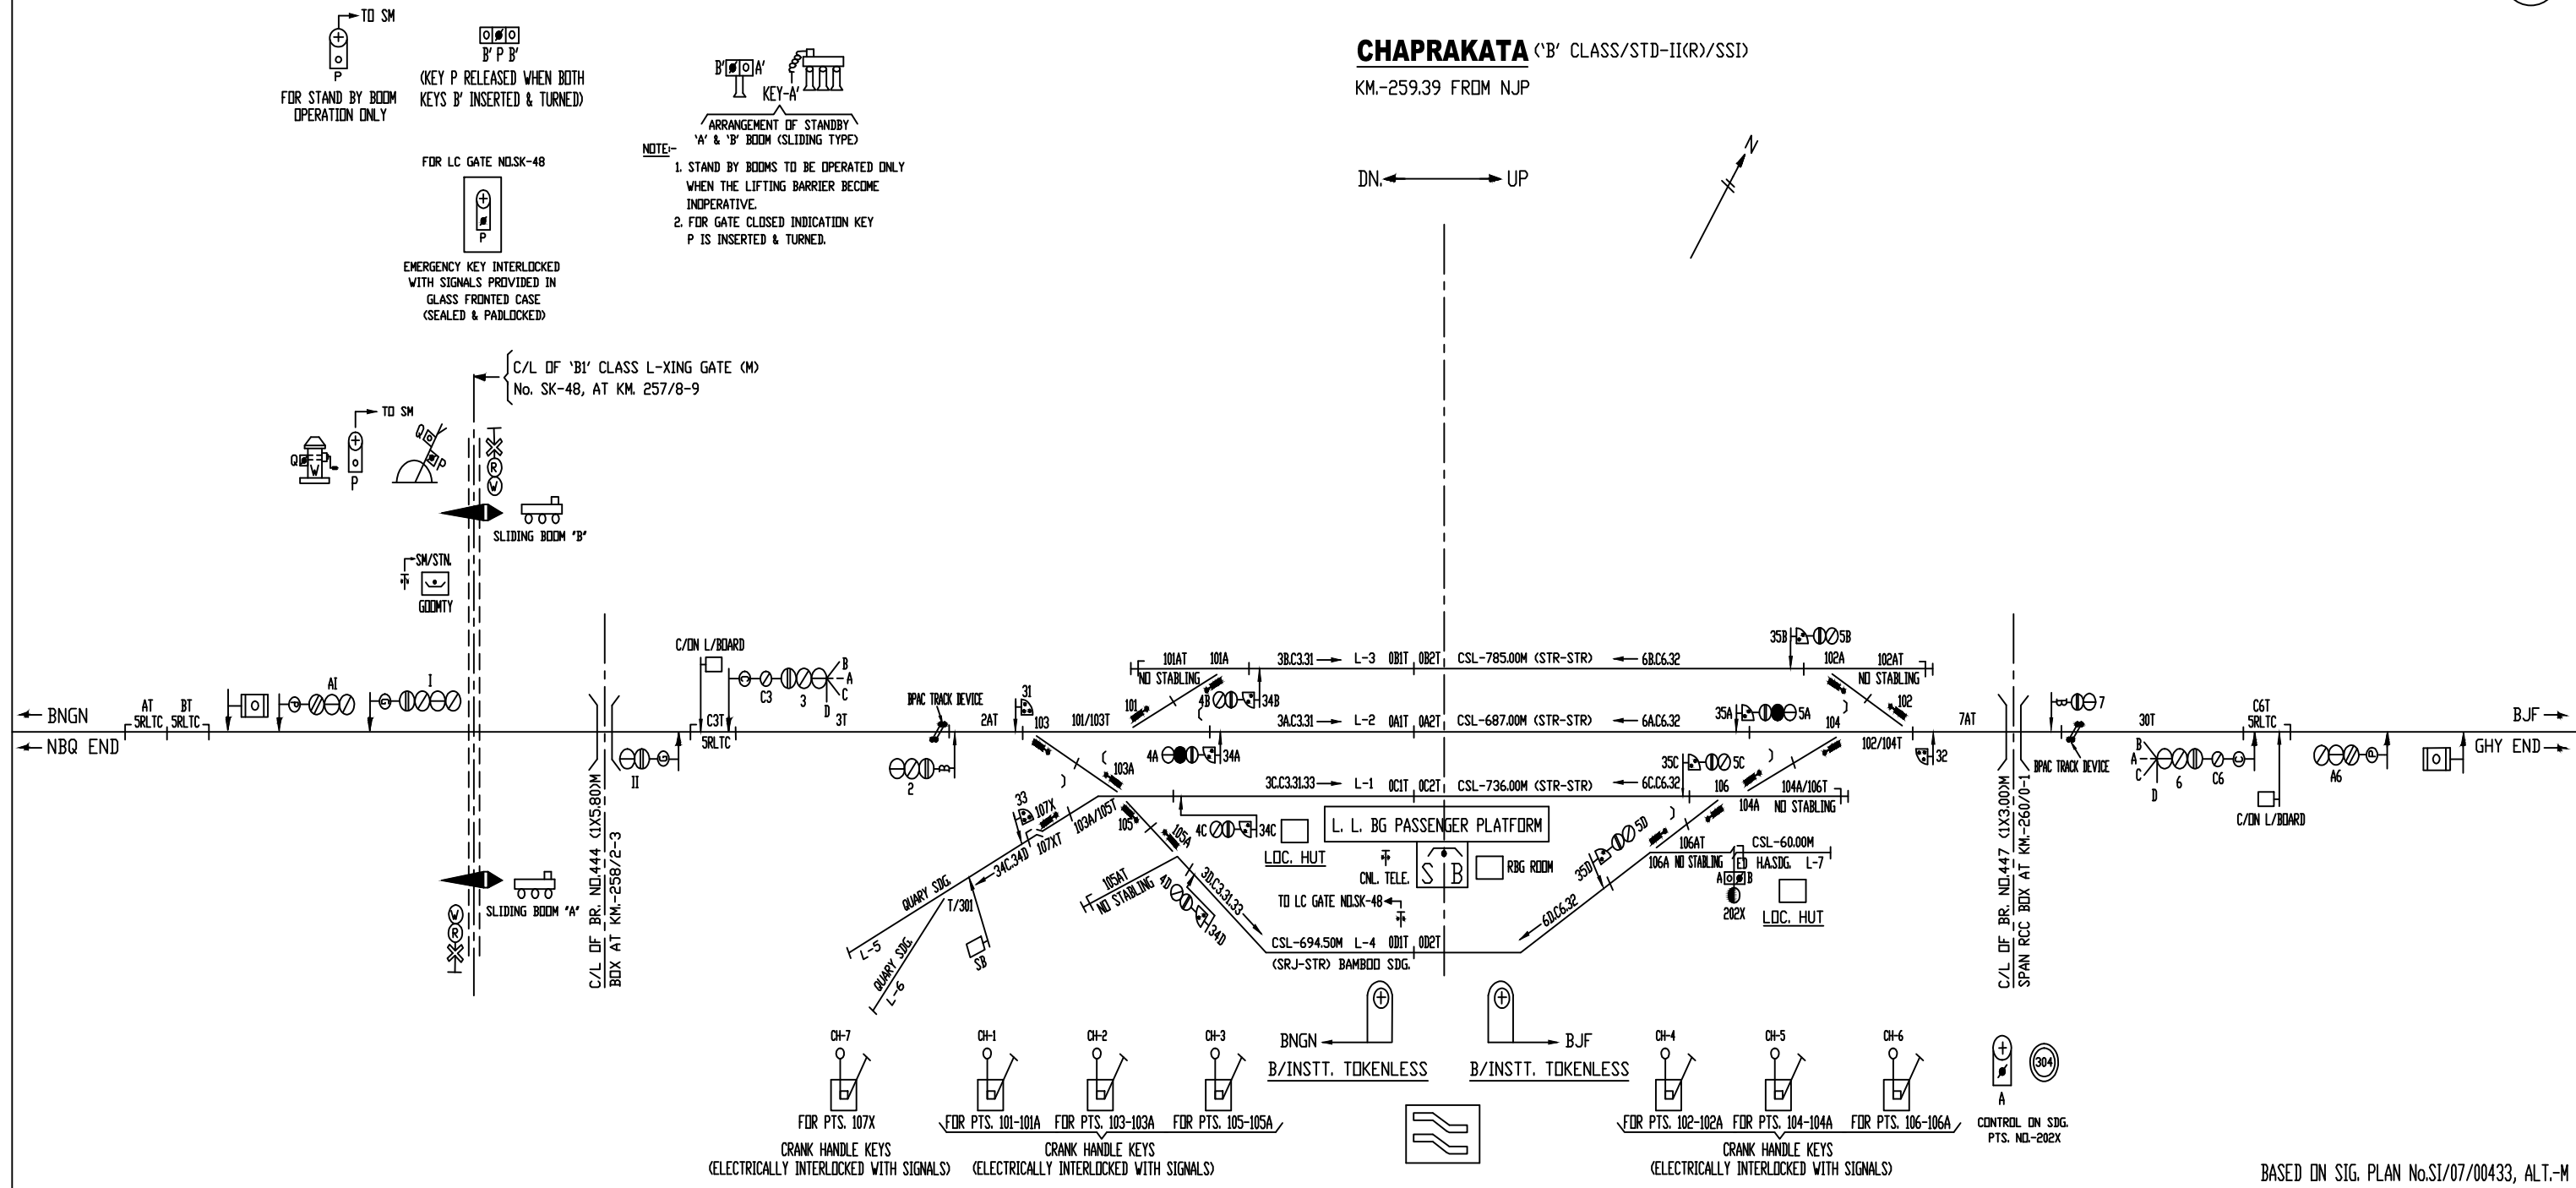 CHAPRAKATA ('B' CLASS/STD-II(R)/SSI)
KM.-259.39 FROM NJP
DN. UP
N
TO SM
P
FOR STAND BY BOOM
OPERATION ONLY
B' P B'
(KEY P RELEASED WHEN BOTH
KEYS B' INSERTED & TURNED)
B' A'
KEY-A'
ARRANGEMENT OF STANDBY
'A' & 'B' BOOM (SLIDING TYPE)
NOTE:-
1. STAND BY BOOMS TO BE OPERATED ONLY
WHEN THE LIFTING BARRIER BECOME
INOPERATIVE.
2. FOR GATE CLOSED INDICATION KEY
P IS INSERTED & TURNED.
FOR LC GATE NO.SK-48
P
EMERGENCY KEY INTERLOCKED
WITH SIGNALS PROVIDED IN
GLASS FRONTED CASE
(SEALED & PADLOCKED)
C/L OF 'B1' CLASS L-XING GATE (M)
No. SK-48, AT KM. 257/8-9
TO SM
Q W P Q P
R
W
SLIDING BOOM "B"
SM/STN.
GOOMTY
W
R
SLIDING BOOM "A"
BNGN
NBQ END
AT BT
5RLTC 5RLTC
P AI
G I
C/L OF BR. NO.444 (1X5.80)M
BOX AT KM.-258/2-3
II G
C/ON L/BOARD
C3T
5RLTC
C C3 3 D
B
A
C
3T
BPAC TRACK DEVICE
2 B
2AT
31
103
101/103T
101
101AT 101A
NO STABLING
4B 34B
3B.C3.31 L-3 0B1T 0B2T CSL-785.00M (STR-STR) 6B.C6.32
35B 5B
102A 102AT
NO STABLING
102
3A.C3.31 L-2 0A1T 0A2T CSL-687.00M (STR-STR) 6A.C6.32
35A 5A
104
4A 34A
103A
3C.C3.31.33 L-1 0C1T 0C2T CSL-736.00M (STR-STR) 6C.C6.32
35C 5C
106
102/104T
104A/106T
104A NO STABLING
32
7AT
C/L OF BR. NO.447 (1X3.00)M
SPAN RCC BOX AT KM.-260/0-1
B 7
BPAC TRACK DEVICE
30T
C6T
5RLTC
B
A
C
D 6 C6 C
C/ON L/BOARD
A6 P
BJF
GHY END
33
107X
103A/105T
107XT
34C.34D
105
105A
105AT
NO STABLING
4C 34C
LOC. HUT
4D 34D
3D.C3.31.33
QUARY SDG.
L-5
T/301
QUARY SDG.
L-6
SB
L. L. BG PASSENGER PLATFORM
S B
CNL. TELE.
RBG ROOM
TO LC GATE NO.SK-48
CSL-694.50M L-4 0D1T 0D2T
(SRJ-STR) BAMBOO SDG.
6D.C6.32
35D 5D
106AT
106A NO STABLING
CSL-60.00M
ED H.A.SDG. L-7
A B
202X
LOC. HUT
BNGN
B/INSTT. TOKENLESS
BJF
B/INSTT. TOKENLESS
CH-7
FOR PTS. 107X
CRANK HANDLE KEYS
(ELECTRICALLY INTERLOCKED WITH SIGNALS)
CH-1 CH-2 CH-3
FOR PTS. 101-101A FOR PTS. 103-103A FOR PTS. 105-105A
CRANK HANDLE KEYS
(ELECTRICALLY INTERLOCKED WITH SIGNALS)
CH-4 CH-5 CH-6
FOR PTS. 102-102A FOR PTS. 104-104A FOR PTS. 106-106A
CRANK HANDLE KEYS
(ELECTRICALLY INTERLOCKED WITH SIGNALS)
304
A
CONTROL ON SDG.
PTS. NO.-202X
BASED ON SIG. PLAN No.SI/07/00433, ALT.-M